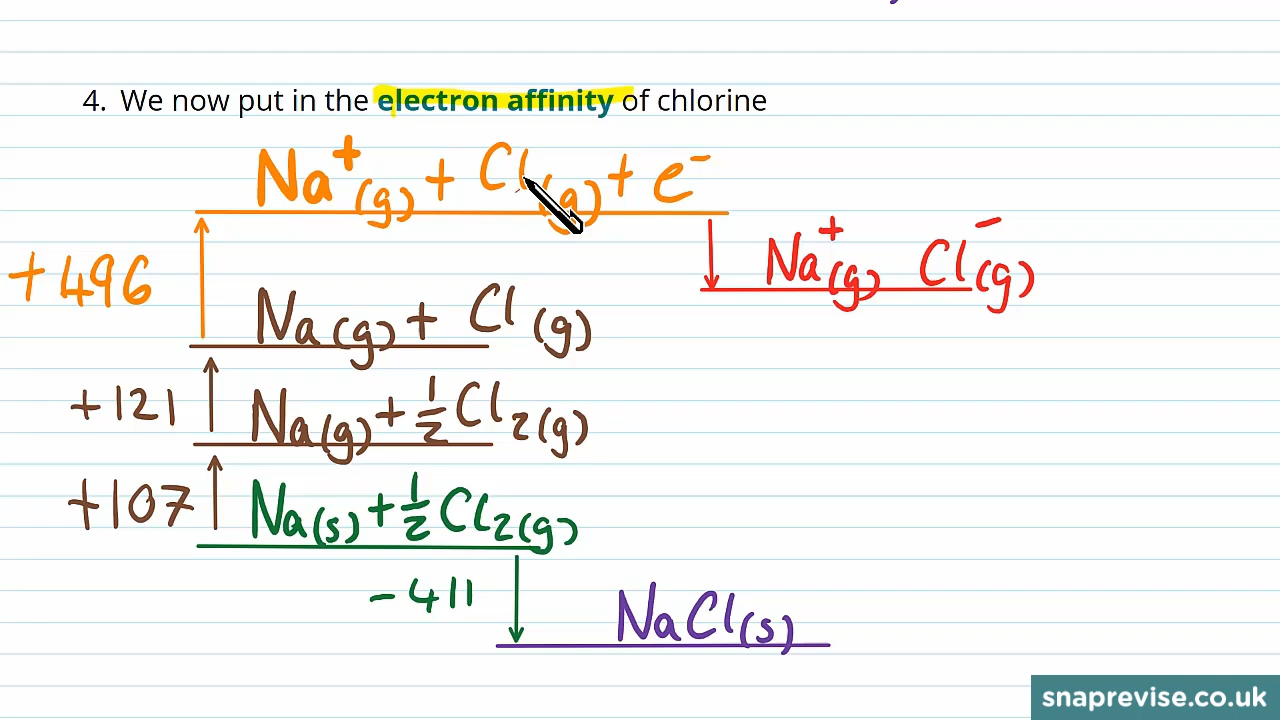 4. We now put in the electron affinity of chlorine
Na⁺(g) + Cl(g) + e⁻
Na⁺(g) Cl⁻(g)
+496
Na(g) + Cl (g)
+121
Na(g) + ½Cl₂(g)
+107
Na(s) + ½Cl₂(g)
-411
NaCl(s)
snaprevise.co.uk